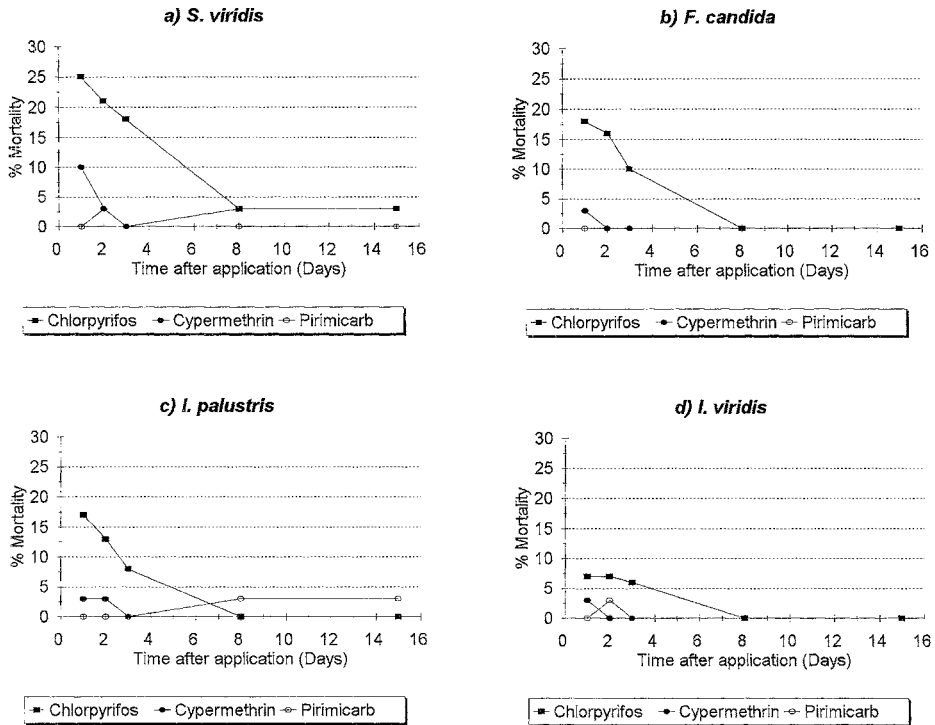 a) S. viridis
% Mortality
30
25
20
15
10
5
0
0 2 4 6 8 10 12 14 16
Time after application (Days)
Chlorpyrifos Cypermethrin Pirimicarb
b) F. candida
% Mortality
30
25
20
15
10
5
0
0 2 4 6 8 10 12 14 16
Time after application (Days)
Chlorpyrifos Cypermethrin Pirimicarb
c) I. palustris
% Mortality
30
25
20
15
10
5
0
0 2 4 6 8 10 12 14 16
Time after application (Days)
Chlorpyrifos Cypermethrin Pirimicarb
d) I. viridis
% Mortality
30
25
20
15
10
5
0
0 2 4 6 8 10 12 14 16
Time after application (Days)
Chlorpyrifos Cypermethrin Pirimicarb